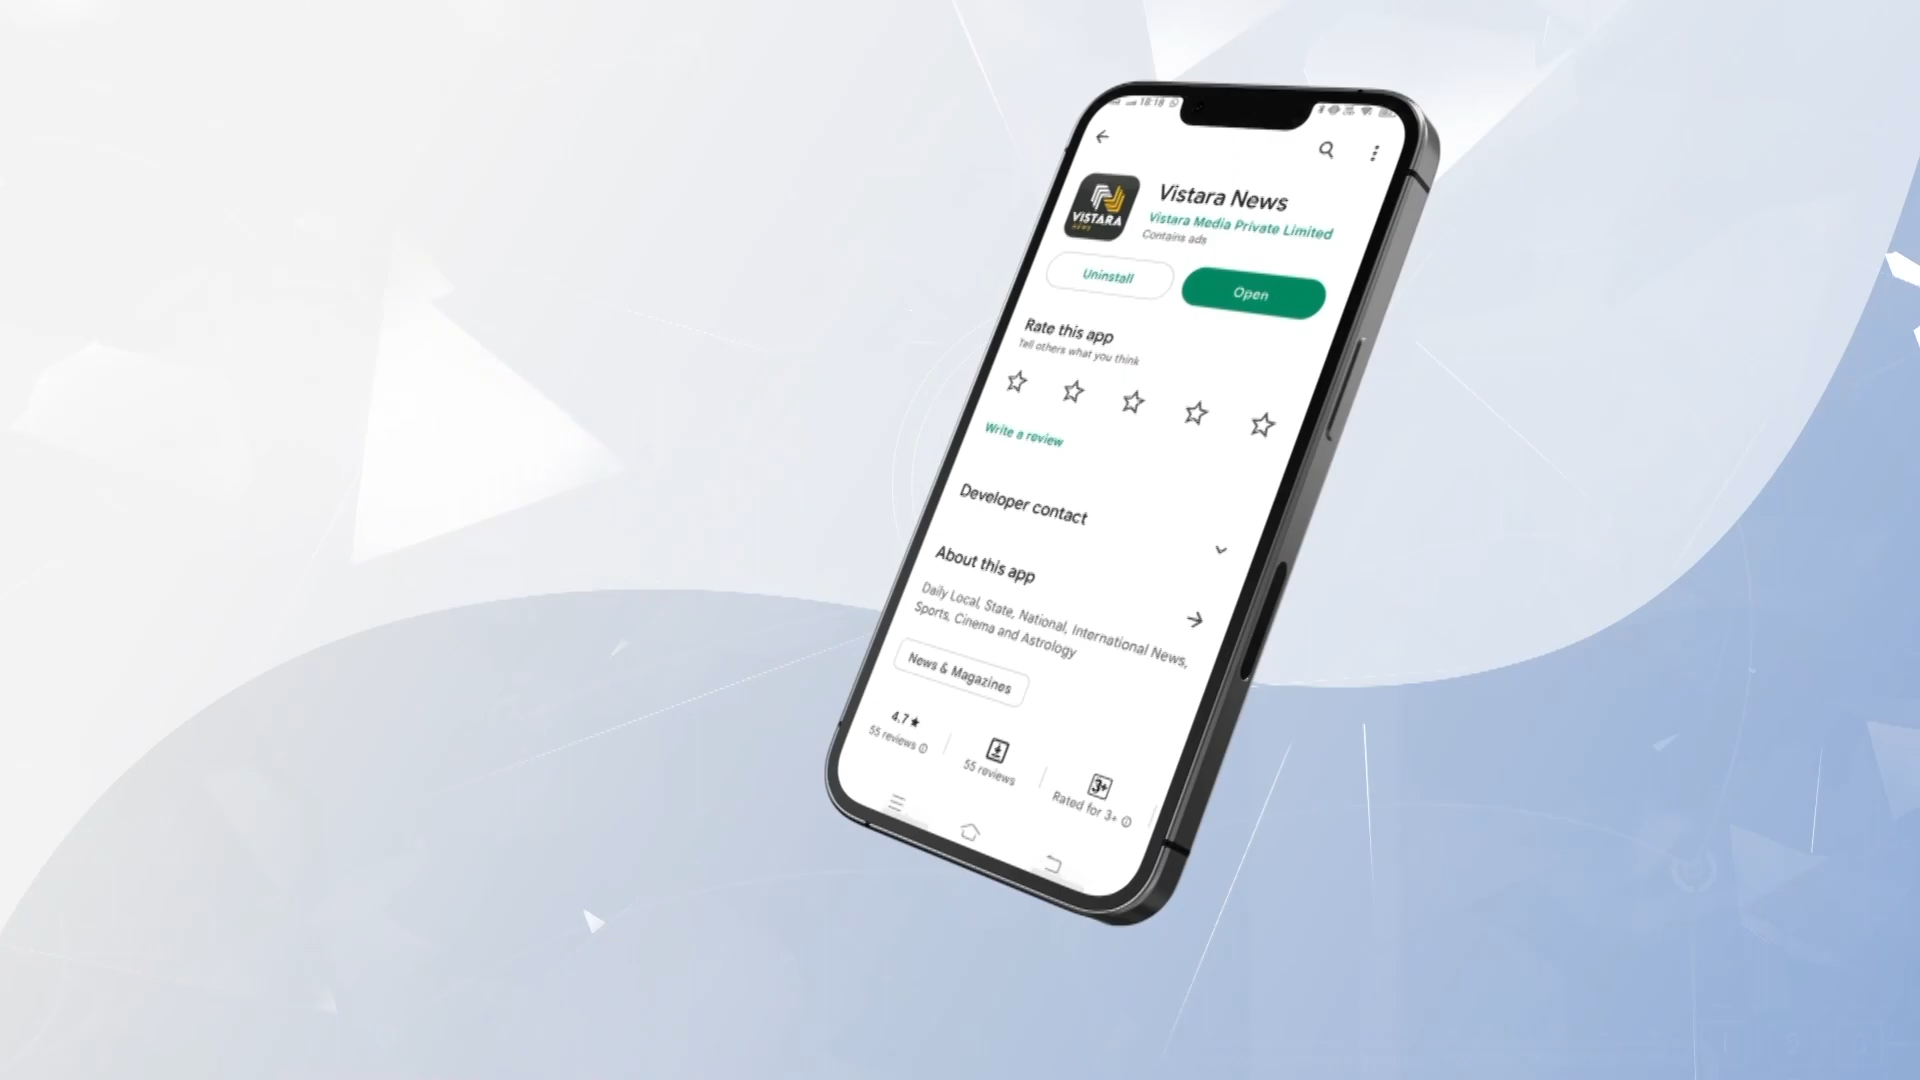 18:18
Vistara News
Vistara Media Private Limited
Contains ads
VISTARA
NEWS
Uninstall
Open
Rate this app
Tell others what you think
Write a review
Developer contact
About this app
Daily Local, State, National, International News,
Sports, Cinema and Astrology
News & Magazines
4.7★
55 reviews
55 reviews
3+
Rated for 3+